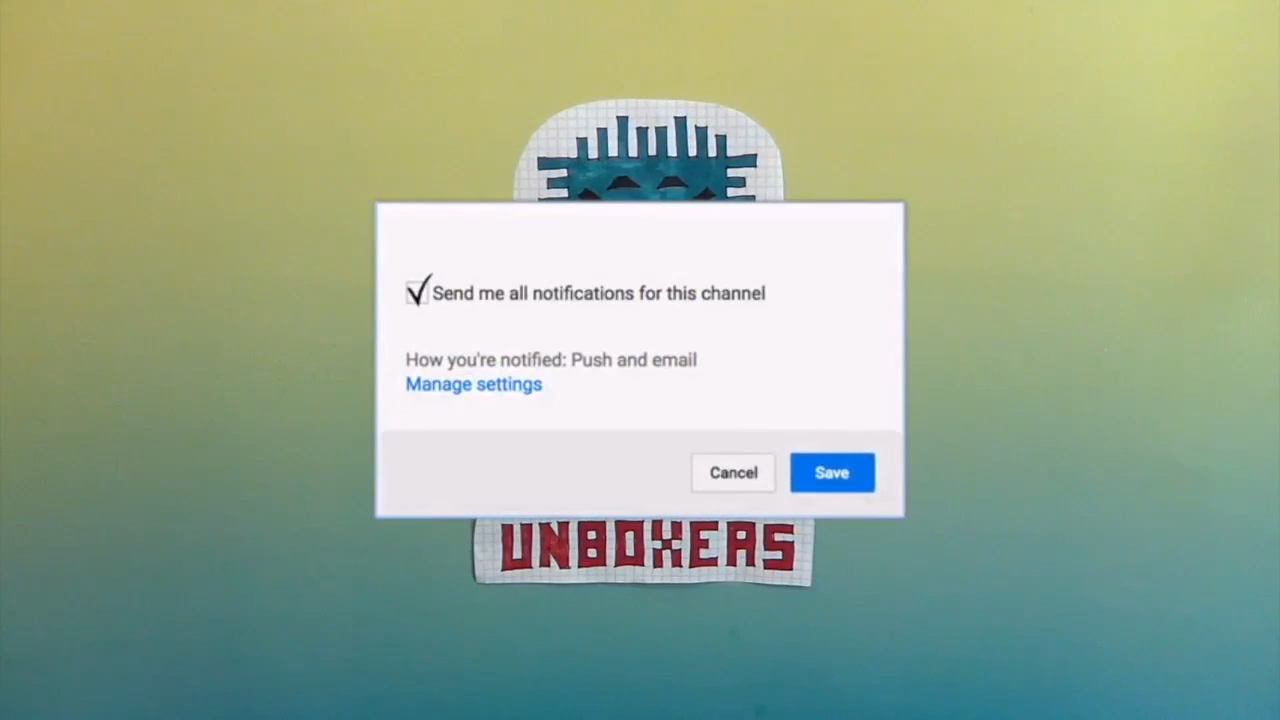 Send me all notifications for this channel
How you're notified: Push and email
Manage settings
Cancel
Save
UNBOXERS